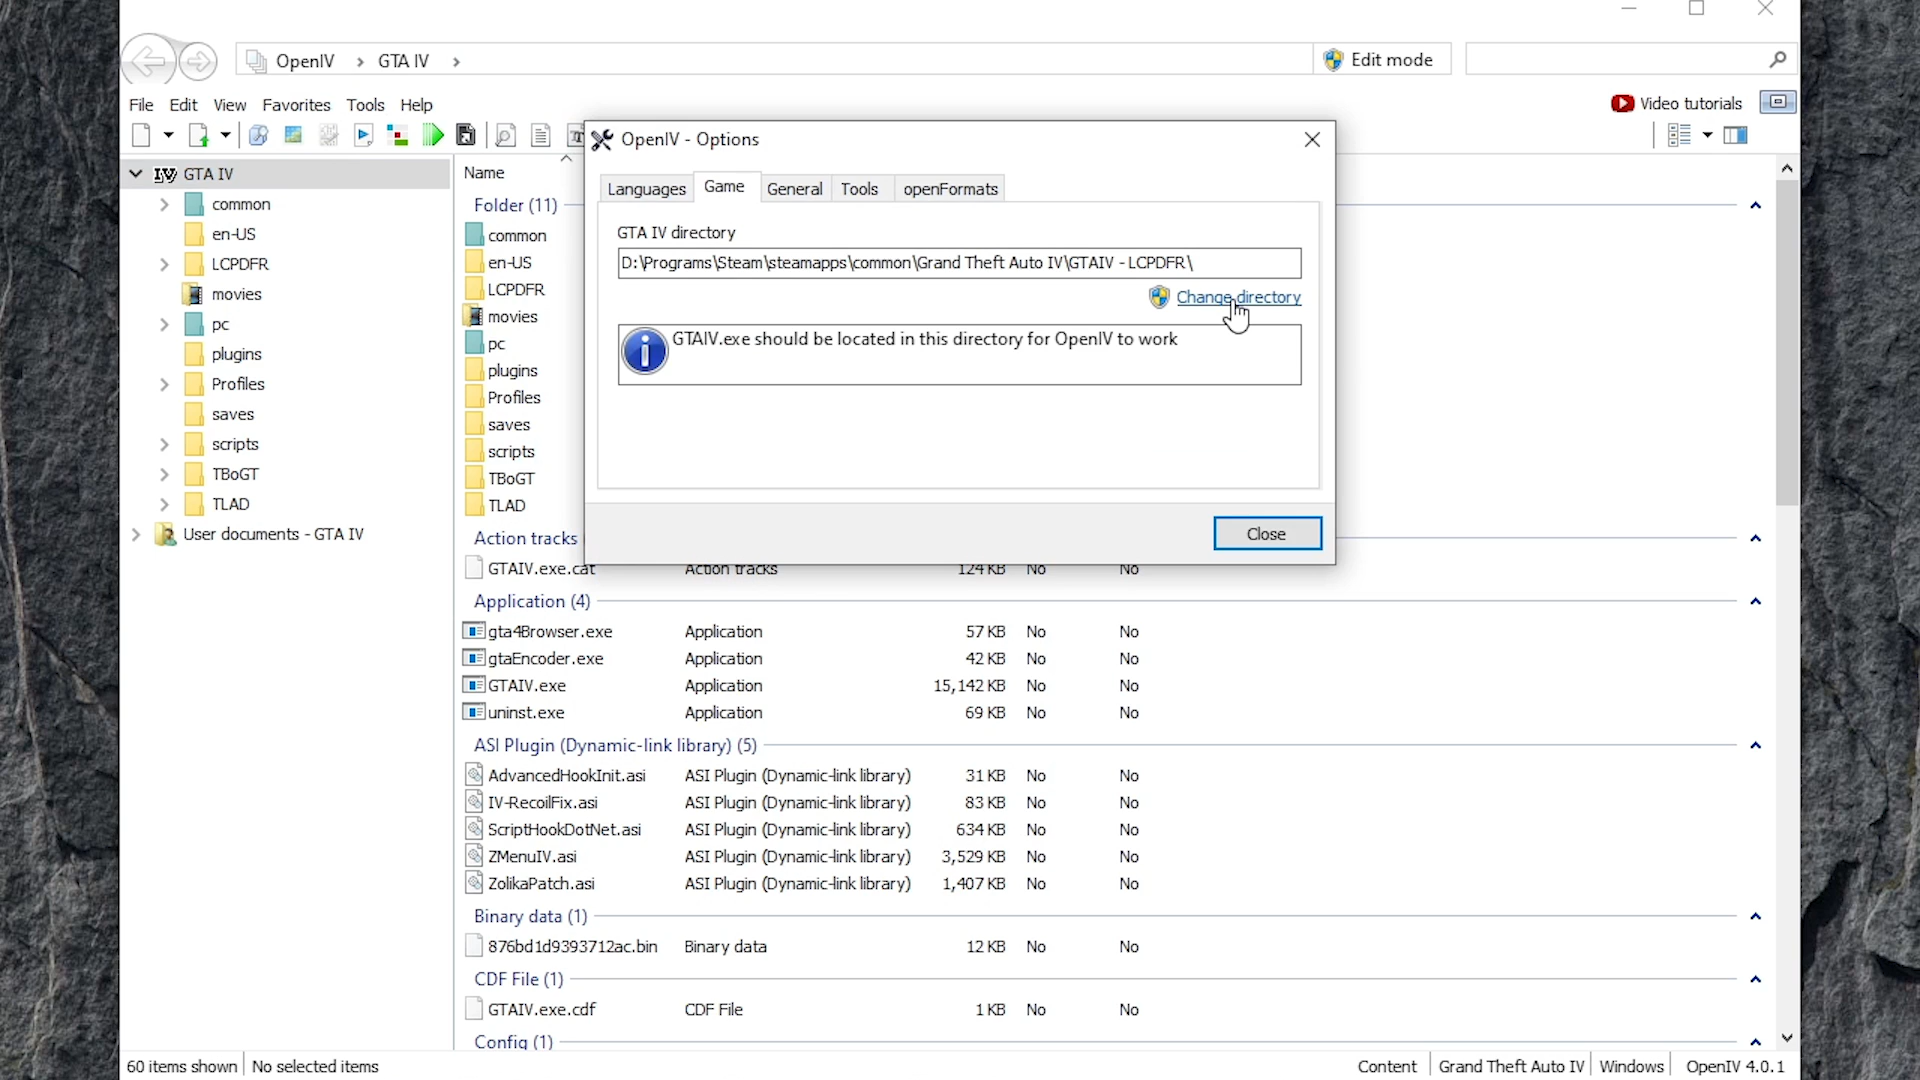 OpenIV > GTA IV >
Edit mode
File Edit View Favorites Tools Help
Video tutorials
GTA IV
common
en-US
LCPDFR
movies
pc
plugins
Profiles
saves
scripts
TBoGT
TLAD
User documents - GTA IV
Name
Folder (11)
common
en-US
LCPDFR
movies
pc
plugins
Profiles
saves
scripts
TBoGT
TLAD
Action tracks
GTAIV.exe.cat Action tracks 124 KB No No
Application (4)
gta4Browser.exe Application 57 KB No No
gtaEncoder.exe Application 42 KB No No
GTAIV.exe Application 15,142 KB No No
uninst.exe Application 69 KB No No
ASI Plugin (Dynamic-link library) (5)
AdvancedHookInit.asi ASI Plugin (Dynamic-link library) 31 KB No No
IV-RecoilFix.asi ASI Plugin (Dynamic-link library) 83 KB No No
ScriptHookDotNet.asi ASI Plugin (Dynamic-link library) 634 KB No No
ZMenuIV.asi ASI Plugin (Dynamic-link library) 3,529 KB No No
ZolikaPatch.asi ASI Plugin (Dynamic-link library) 1,407 KB No No
Binary data (1)
876bd1d9393712ac.bin Binary data 12 KB No No
CDF File (1)
GTAIV.exe.cdf CDF File 1 KB No No
Config (1)
OpenIV - Options
Languages Game General Tools openFormats
GTA IV directory
D:\Programs\Steam\steamapps\common\Grand Theft Auto IV\GTAIV - LCPDFR\
Change directory
GTAIV.exe should be located in this directory for OpenIV to work
Close
60 items shown No selected items
Content Grand Theft Auto IV Windows OpenIV 4.0.1